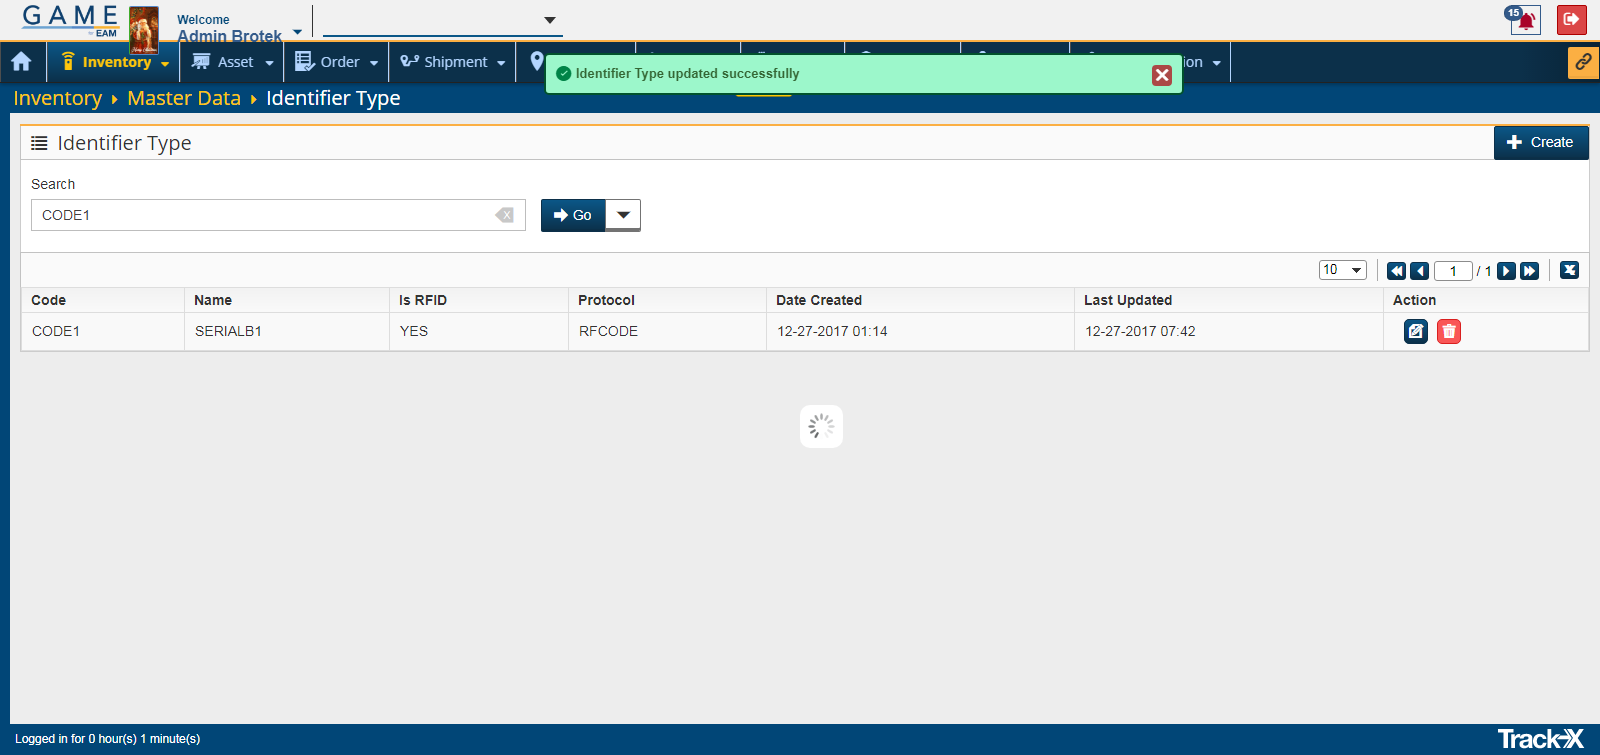 GAME
by EAM
Welcome
Admin Brotek
15
Inventory
Asset
Order
Shipment
ion
Identifier Type updated successfully
Inventory Master Data Identifier Type
Identifier Type
Create
Search
CODE1
Go
10
1 / 1
Code Name Is RFID Protocol Date Created Last Updated Action
CODE1 SERIALB1 YES RFCODE 12-27-2017 01:14 12-27-2017 07:42
Logged in for 0 hour(s) 1 minute(s)
Track-X